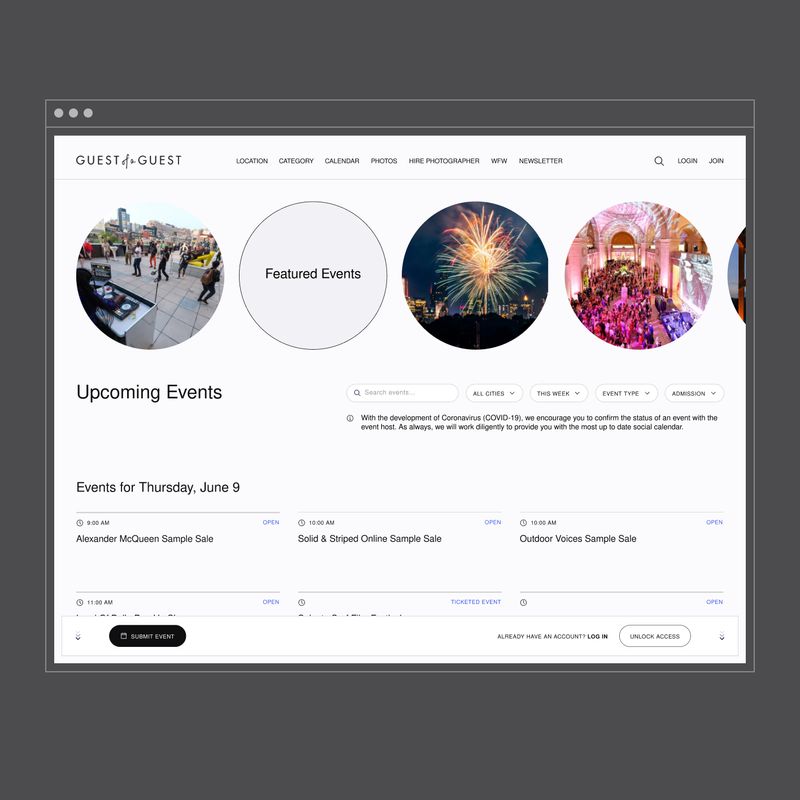 GUEST of a GUEST
LOCATION CATEGORY CALENDAR PHOTOS HIRE PHOTOGRAPHER WFW NEWSLETTER LOGIN JOIN
Featured Events
Upcoming Events
Search events...
ALL CITIES THIS WEEK EVENT TYPE ADMISSION
With the development of Coronavirus (COVID-19), we encourage you to confirm the status of an event with the
event host. As always, we will work diligently to provide you with the most up to date social calendar.
Events for Thursday, June 9
9:00 AM OPEN
Alexander McQueen Sample Sale
10:00 AM OPEN
Solid & Striped Online Sample Sale
10:00 AM OPEN
Outdoor Voices Sample Sale
11:00 AM OPEN
TICKETED EVENT
OPEN
SUBMIT EVENT
ALREADY HAVE AN ACCOUNT? LOG IN
UNLOCK ACCESS